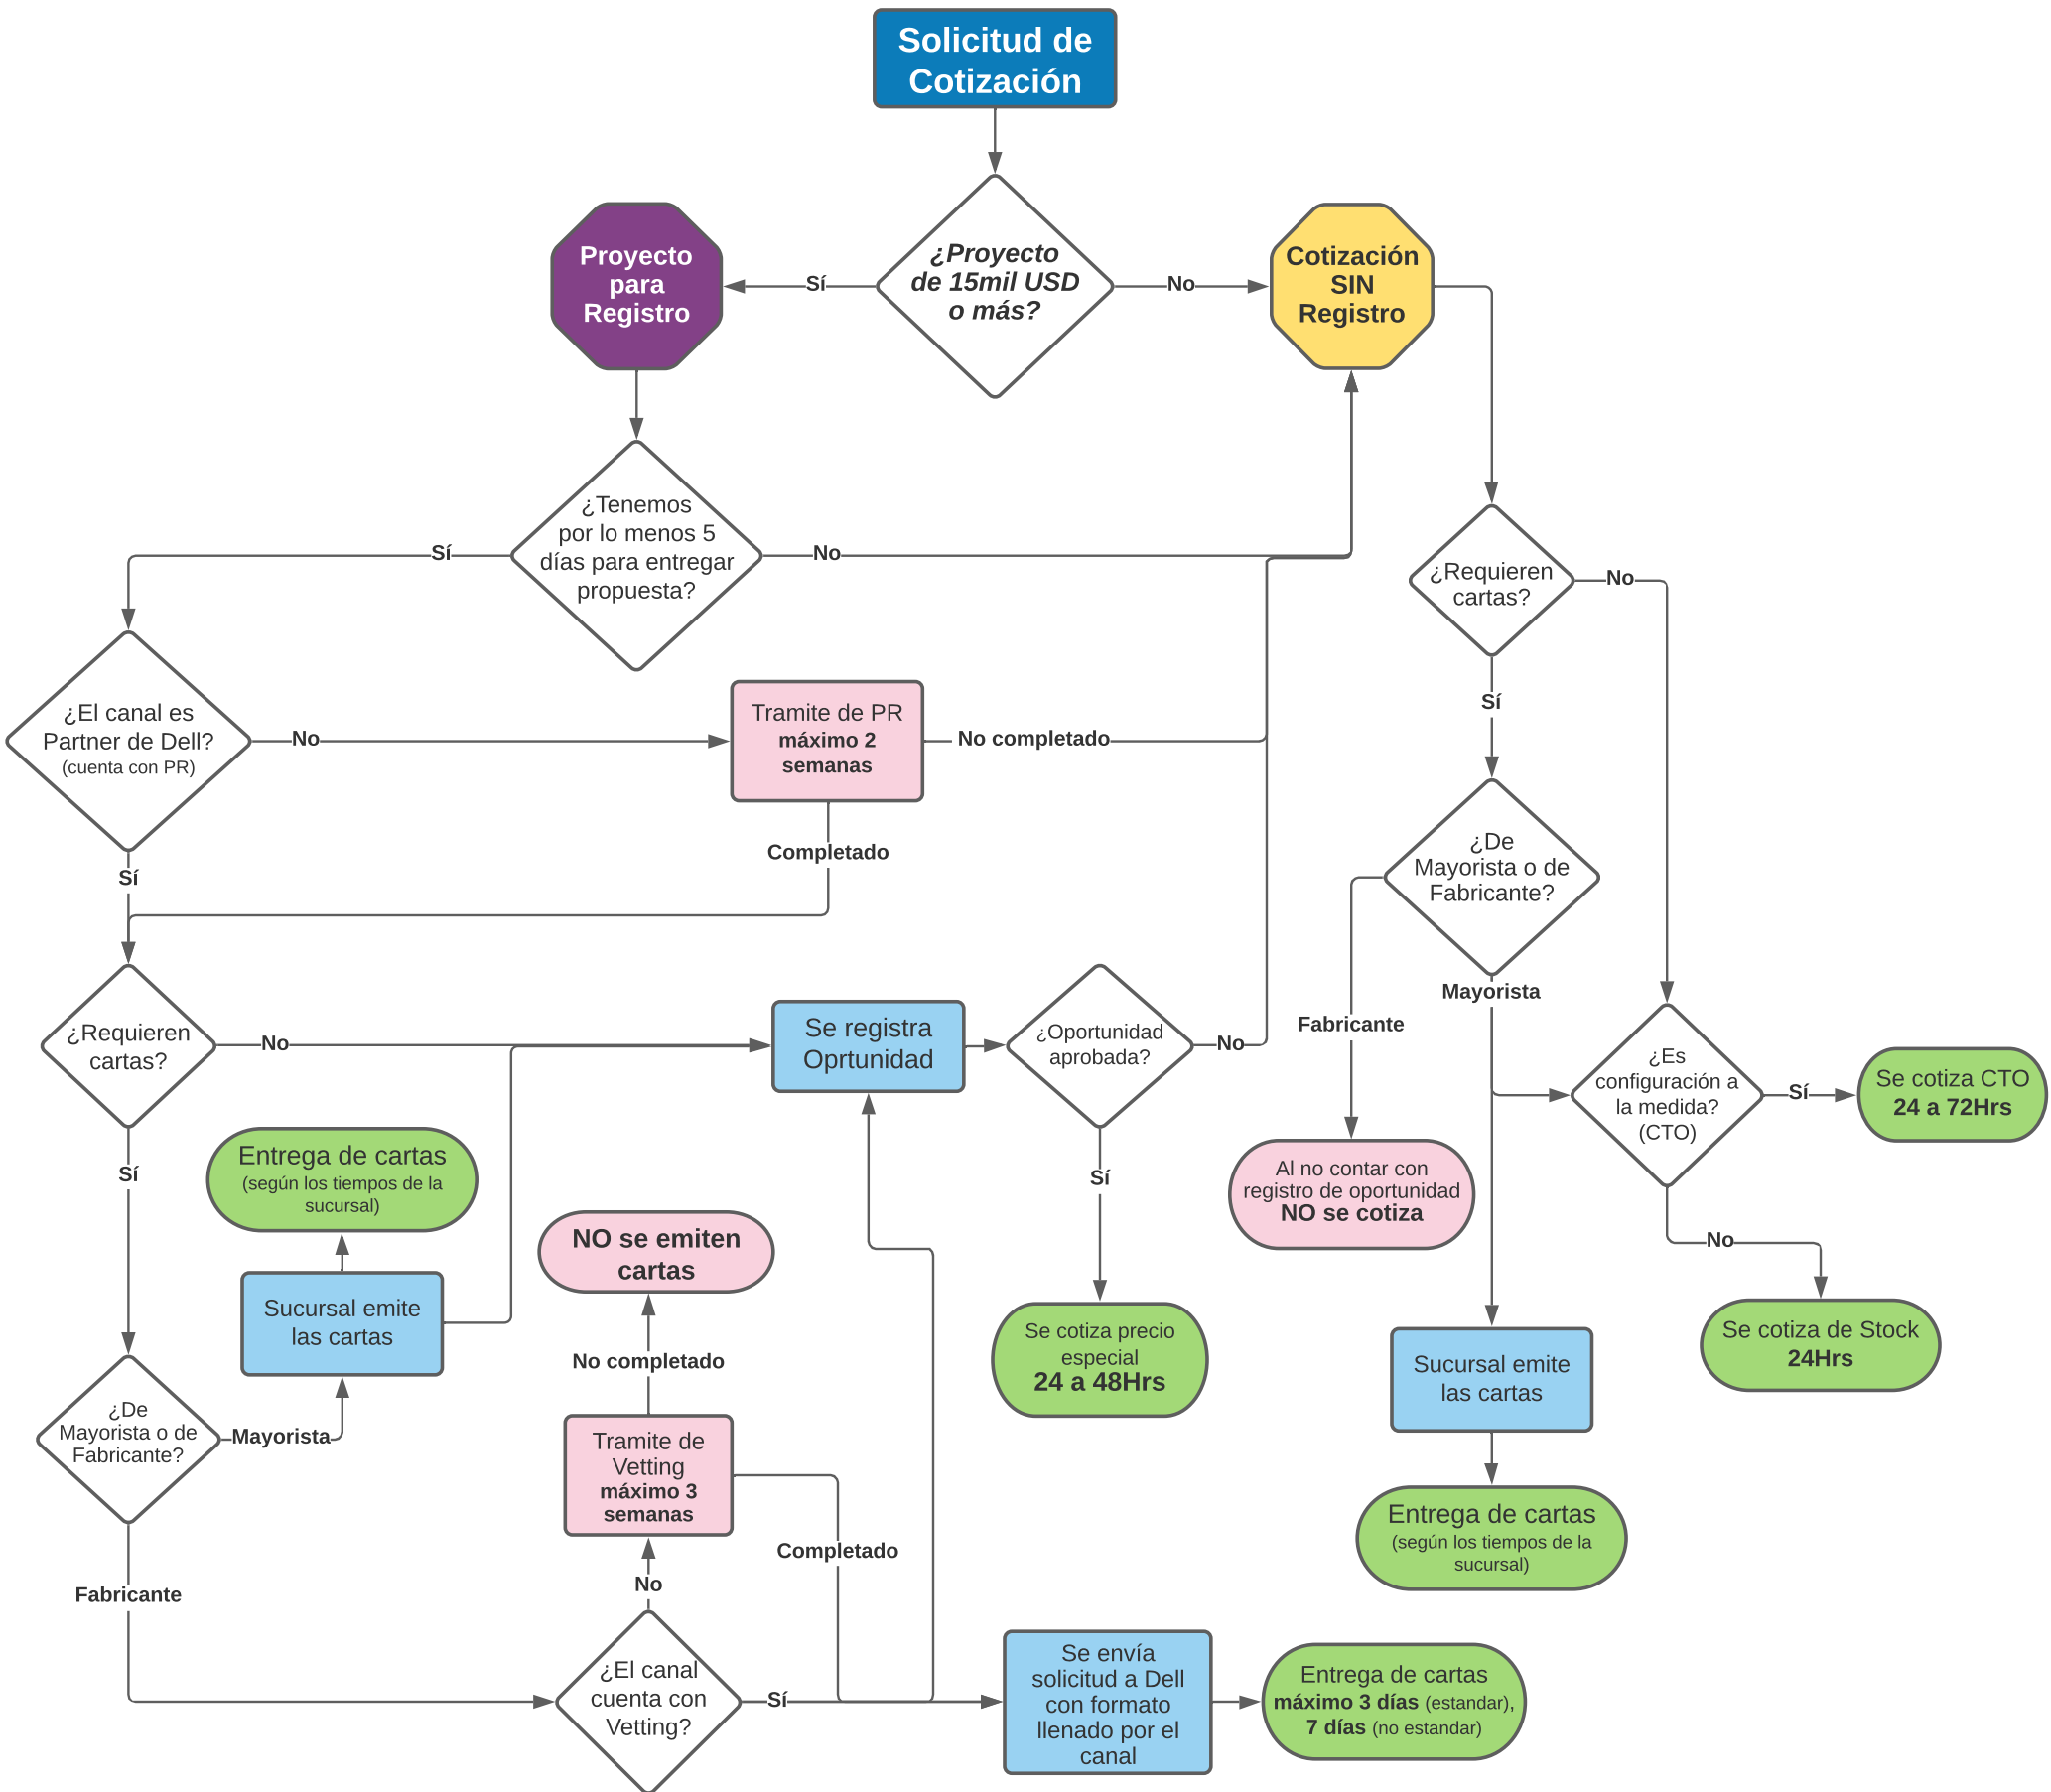 Solicitud de
Cotización
Proyecto
para
Registro
Sí
¿Proyecto
de 15mil USD
o más?
No
Cotización
SIN
Registro
¿Tenemos
por lo menos 5
días para entregar
propuesta?
Sí
No
¿Requieren
cartas?
No
Sí
¿El canal es
Partner de Dell?
(cuenta con PR)
No
Tramite de PR
máximo 2
semanas
No completado
Completado
Sí
¿De
Mayorista o de
Fabricante?
Mayorista
Fabricante
¿Requieren
cartas?
No
Se registra
Oprtunidad
¿Oportunidad
aprobada?
No
Sí
¿Es
configuración a
la medida?
(CTO)
Sí
Se cotiza CTO
24 a 72Hrs
No
Sí
Entrega de cartas
(según los tiempos de la
sucursal)
Al no contar con
registro de oportunidad
NO se cotiza
NO se emiten
cartas
Sucursal emite
las cartas
Se cotiza precio
especial
24 a 48Hrs
Se cotiza de Stock
24Hrs
No completado
Sucursal emite
las cartas
¿De
Mayorista o de
Fabricante?
Mayorista
Tramite de
Vetting
máximo 3
semanas
Completado
Entrega de cartas
(según los tiempos de la
sucursal)
Fabricante
No
¿El canal
cuenta con
Vetting?
Sí
Se envía
solicitud a Dell
con formato
llenado por el
canal
Entrega de cartas
máximo 3 días (estandar),
7 días (no estandar)